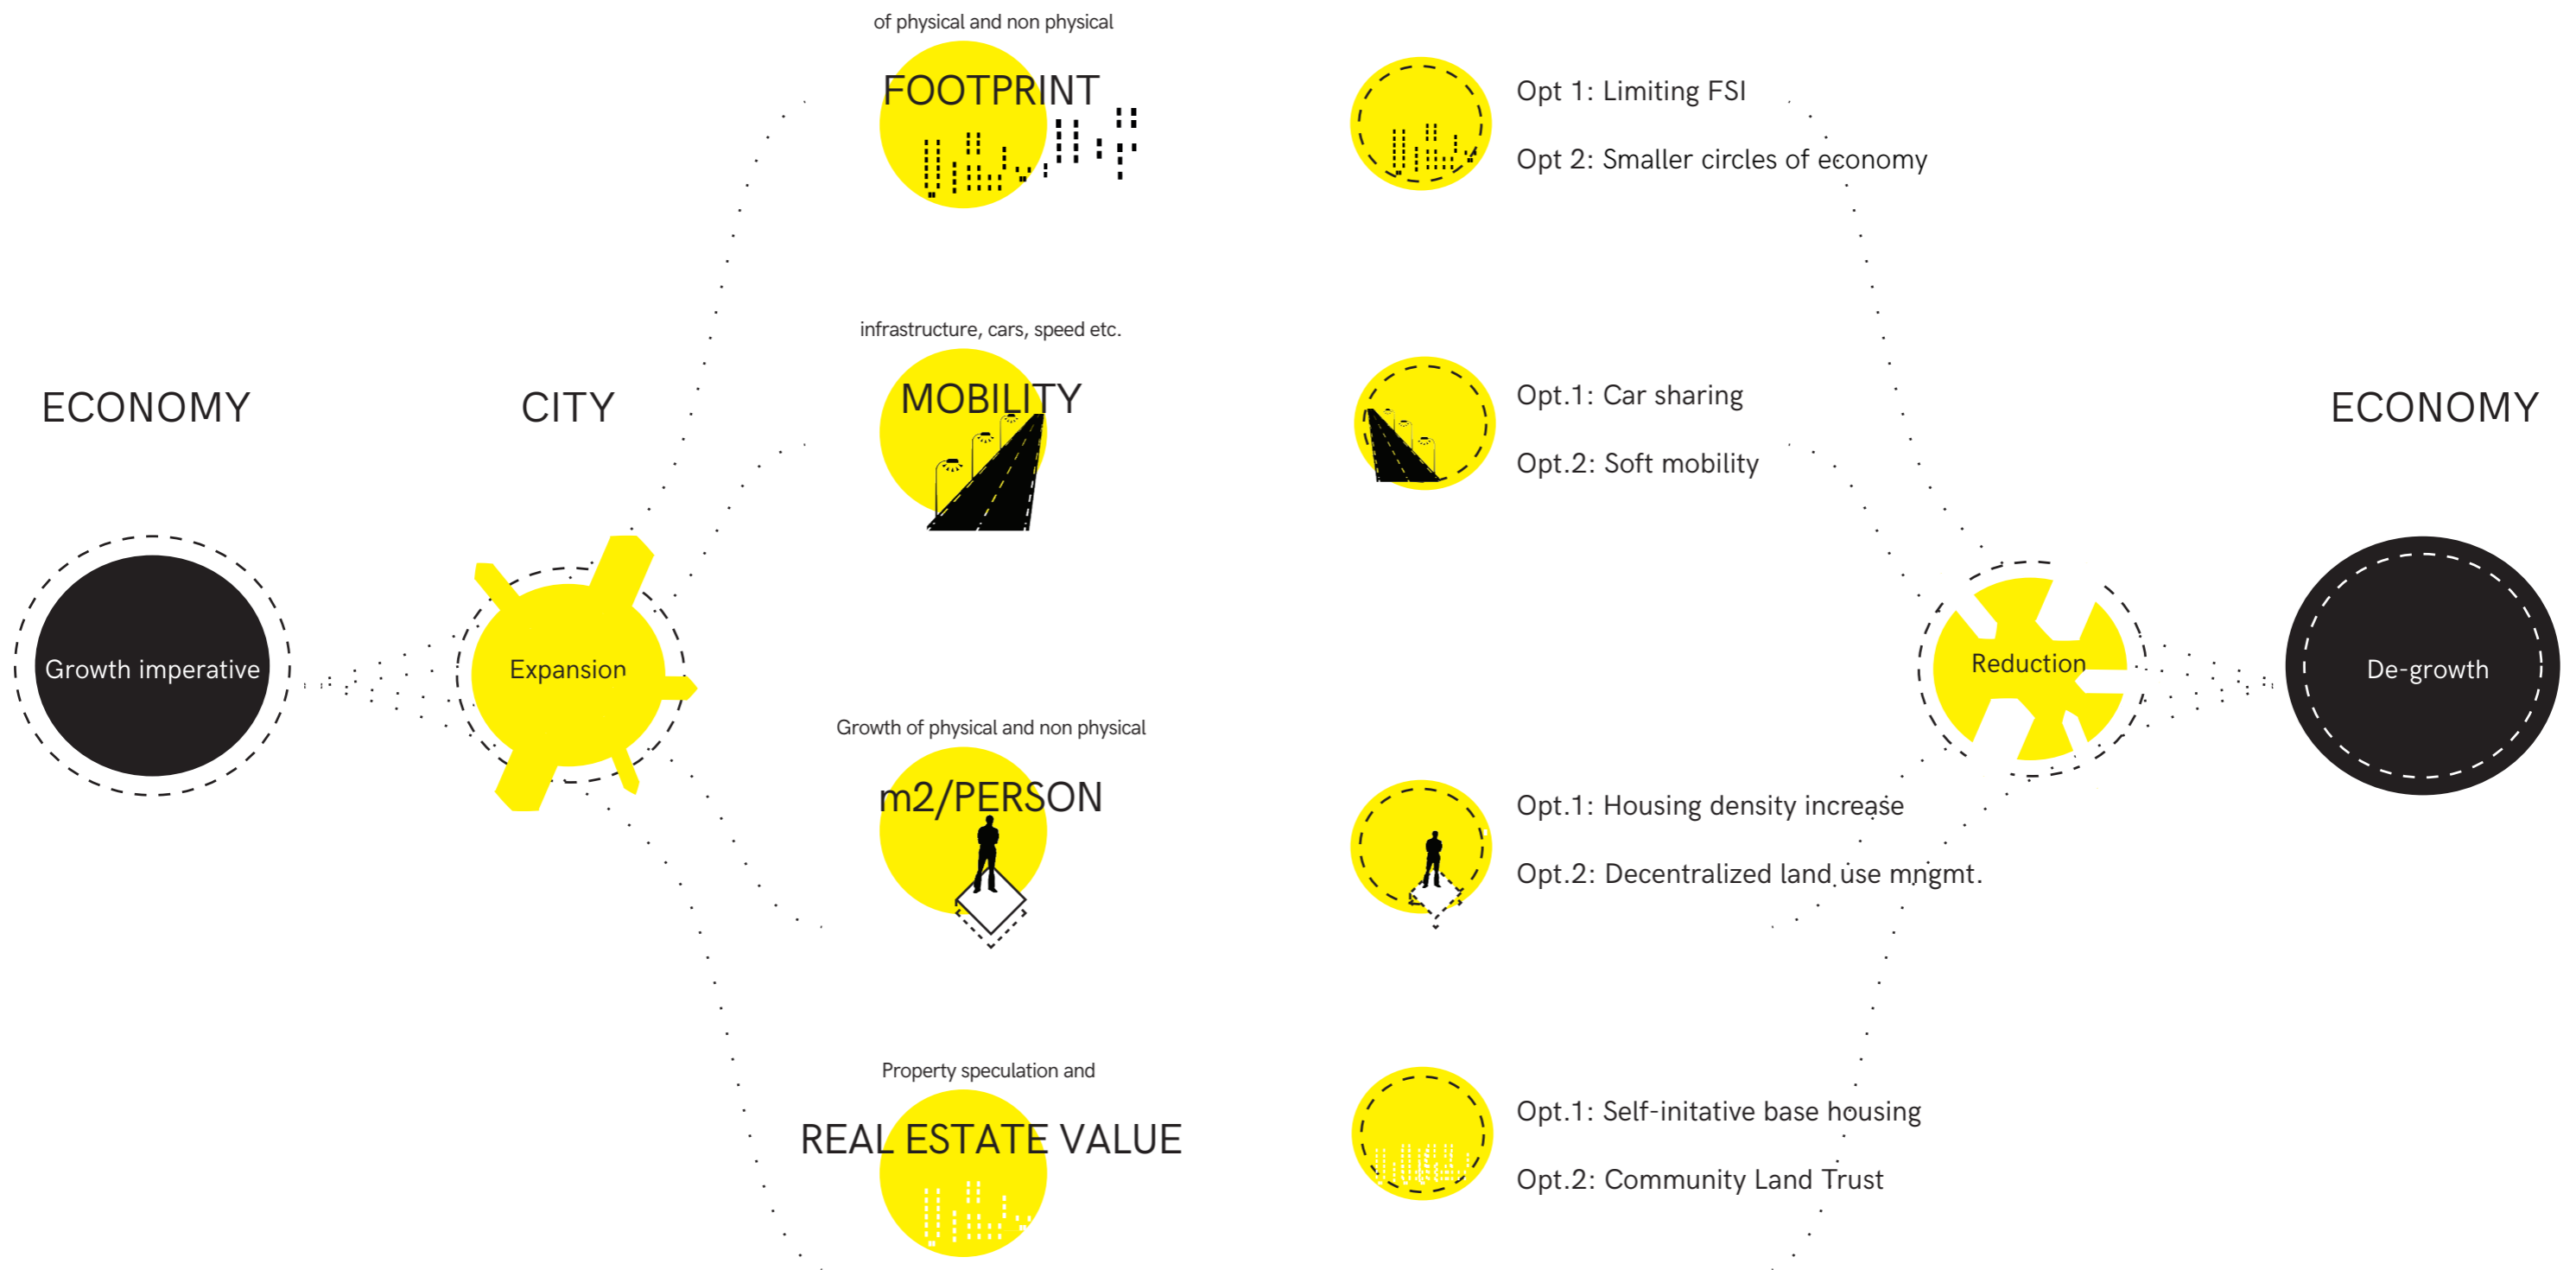 ECONOMY
Growth imperative
CITY
Expansion
of physical and non physical
FOOTPRINT
infrastructure, cars, speed etc.
MOBILITY
Growth of physical and non physical
m2/PERSON
Property speculation and
REAL ESTATE VALUE
Opt 1: Limiting FSI
Opt 2: Smaller circles of economy
Opt.1: Car sharing
Opt.2: Soft mobility
Opt.1: Housing density increase
Opt.2: Decentralized land use mngmt.
Opt.1: Self-initative base housing
Opt.2: Community Land Trust
Reduction
ECONOMY
De-growth